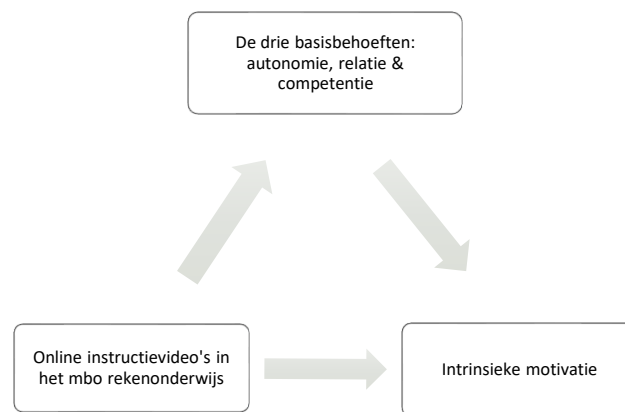 De drie basisbehoeften:
autonomie, relatie &
competentie
Online instructievideo's in
het mbo rekenonderwijs
Intrinsieke motivatie